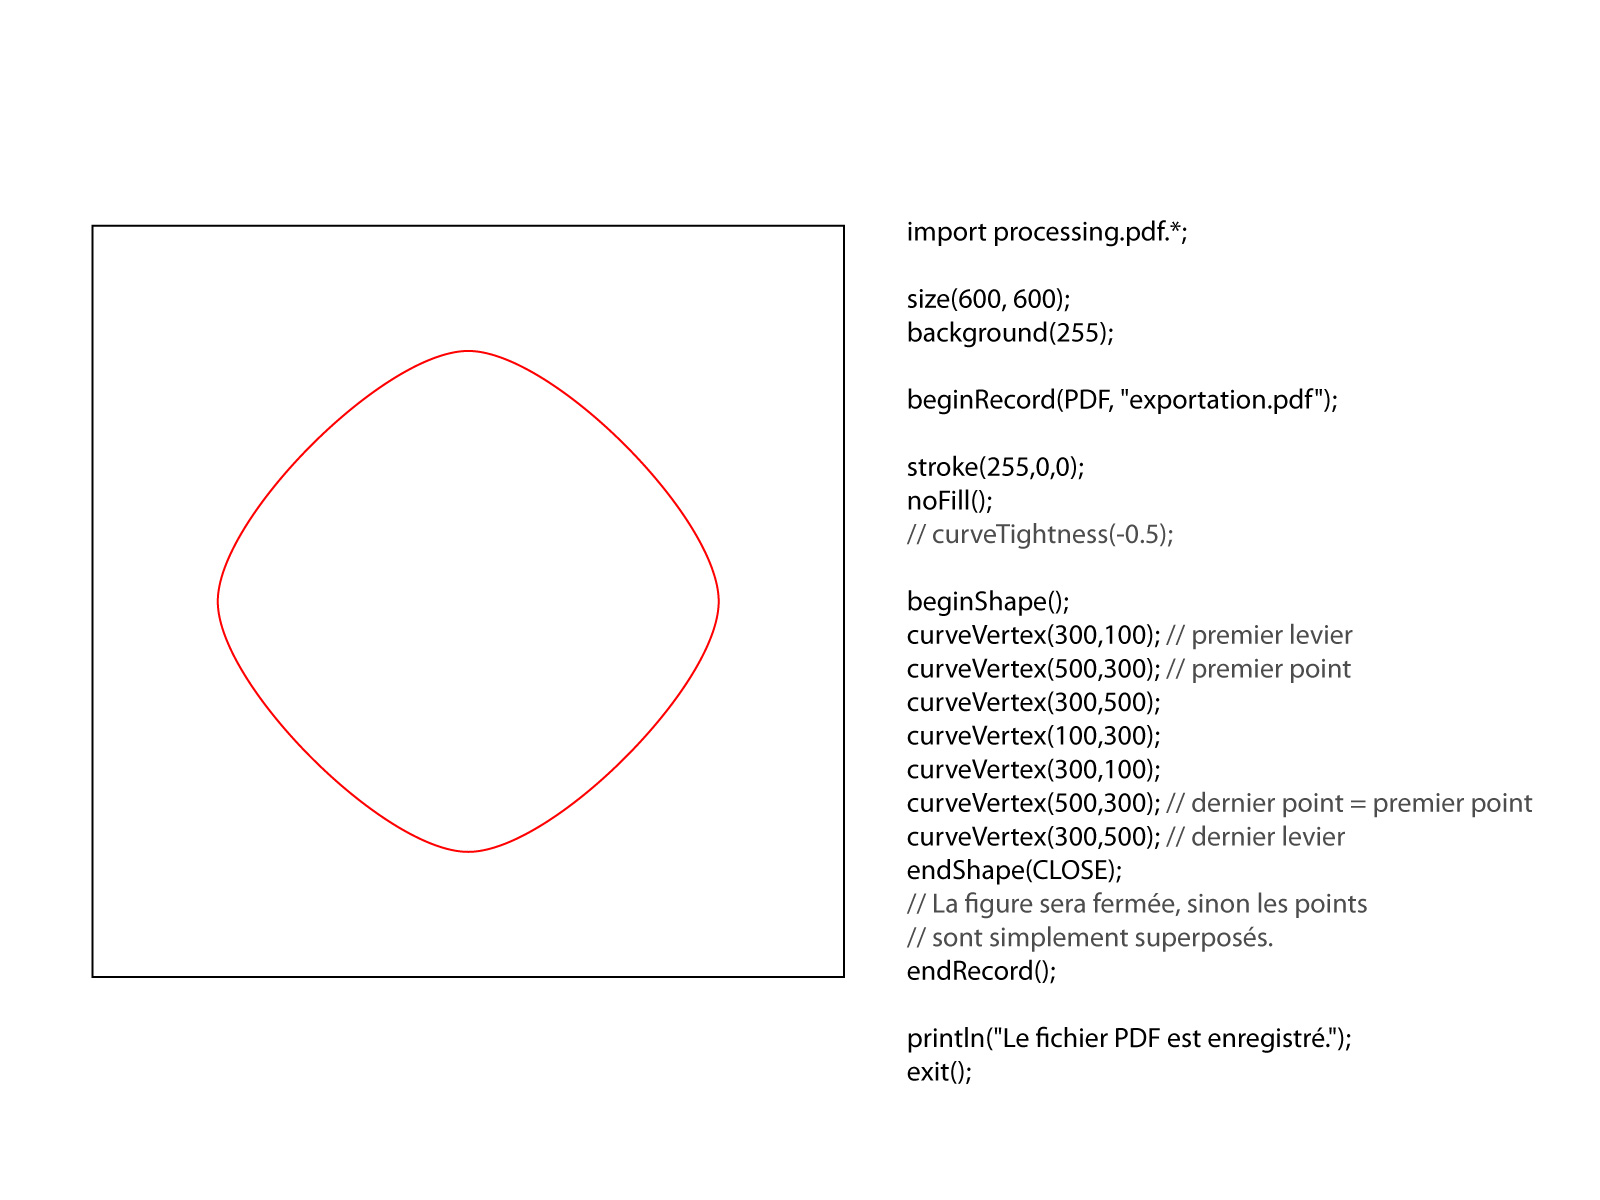 import processing.pdf.*;
size(600, 600);
background(255);
beginRecord(PDF, "exportation.pdf");
stroke(255,0,0);
noFill();
// curveTightness(-0.5);
beginShape();
curveVertex(300,100); // premier levier
curveVertex(500,300); // premier point
curveVertex(300,500);
curveVertex(100,300);
curveVertex(300,100);
curveVertex(500,300); // dernier point = premier point
curveVertex(300,500); // dernier levier
endShape(CLOSE);
// La figure sera fermée, sinon les points
// sont simplement superposés.
endRecord();
println("Le fichier PDF est enregistré.");
exit();